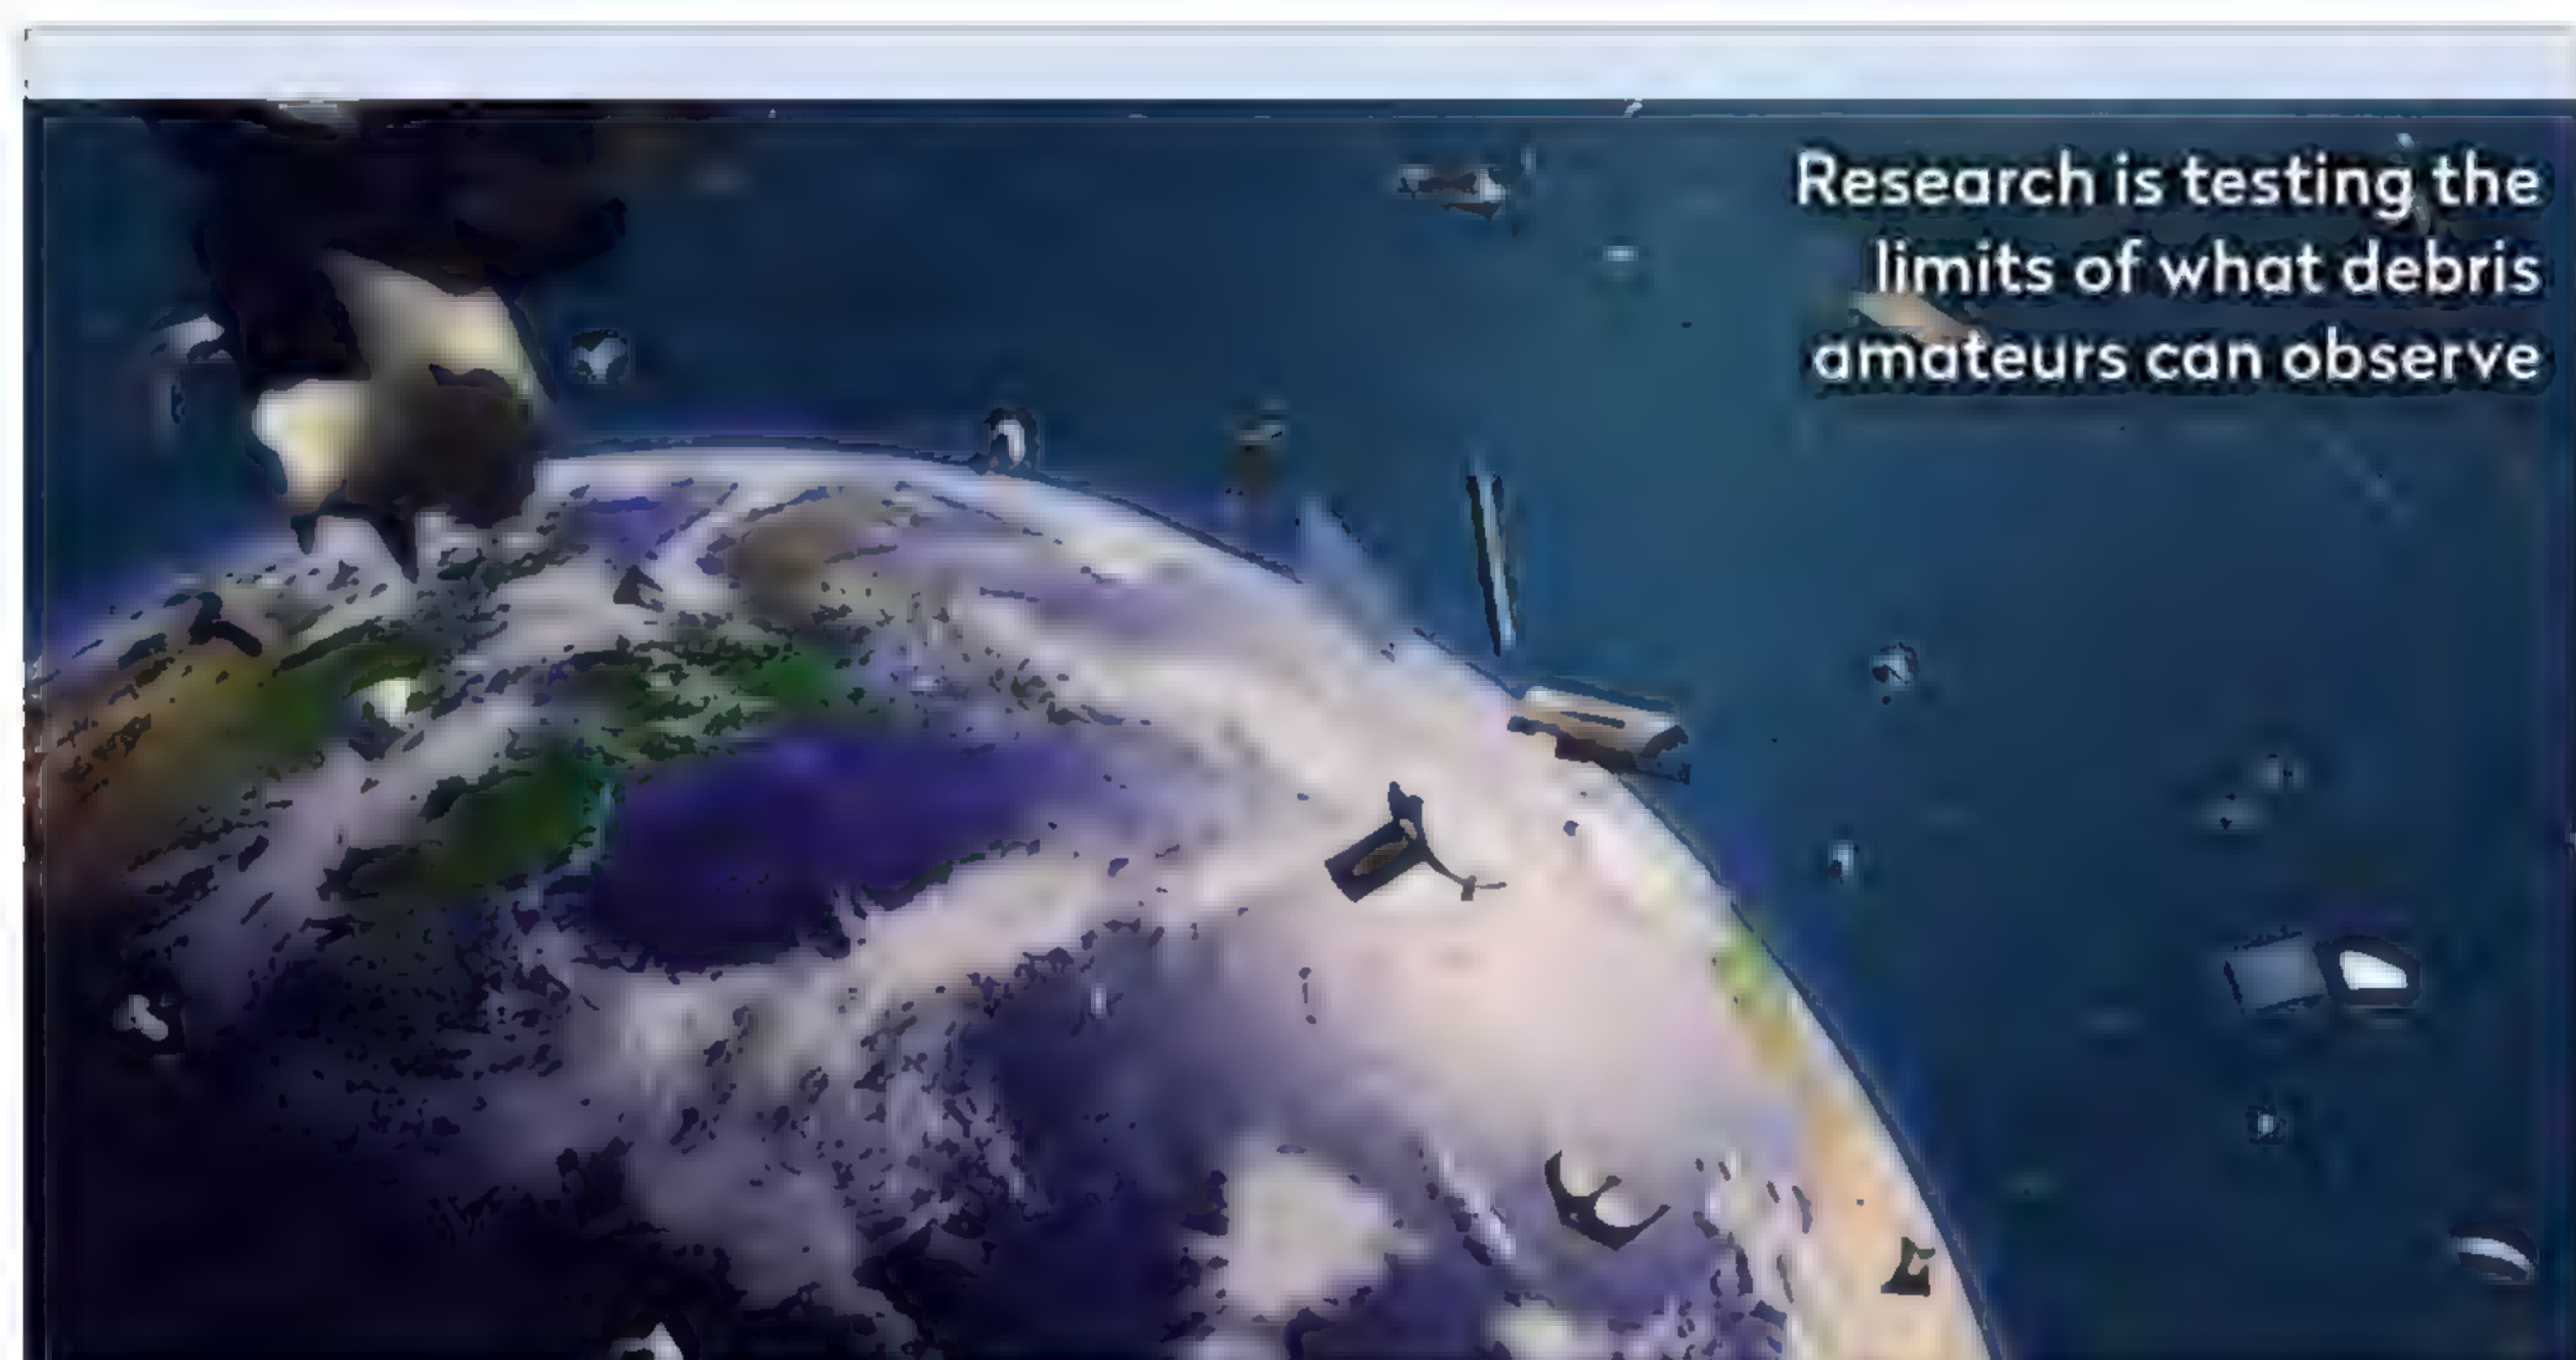 Research is testing the
limits of what debris
amateurs can observe